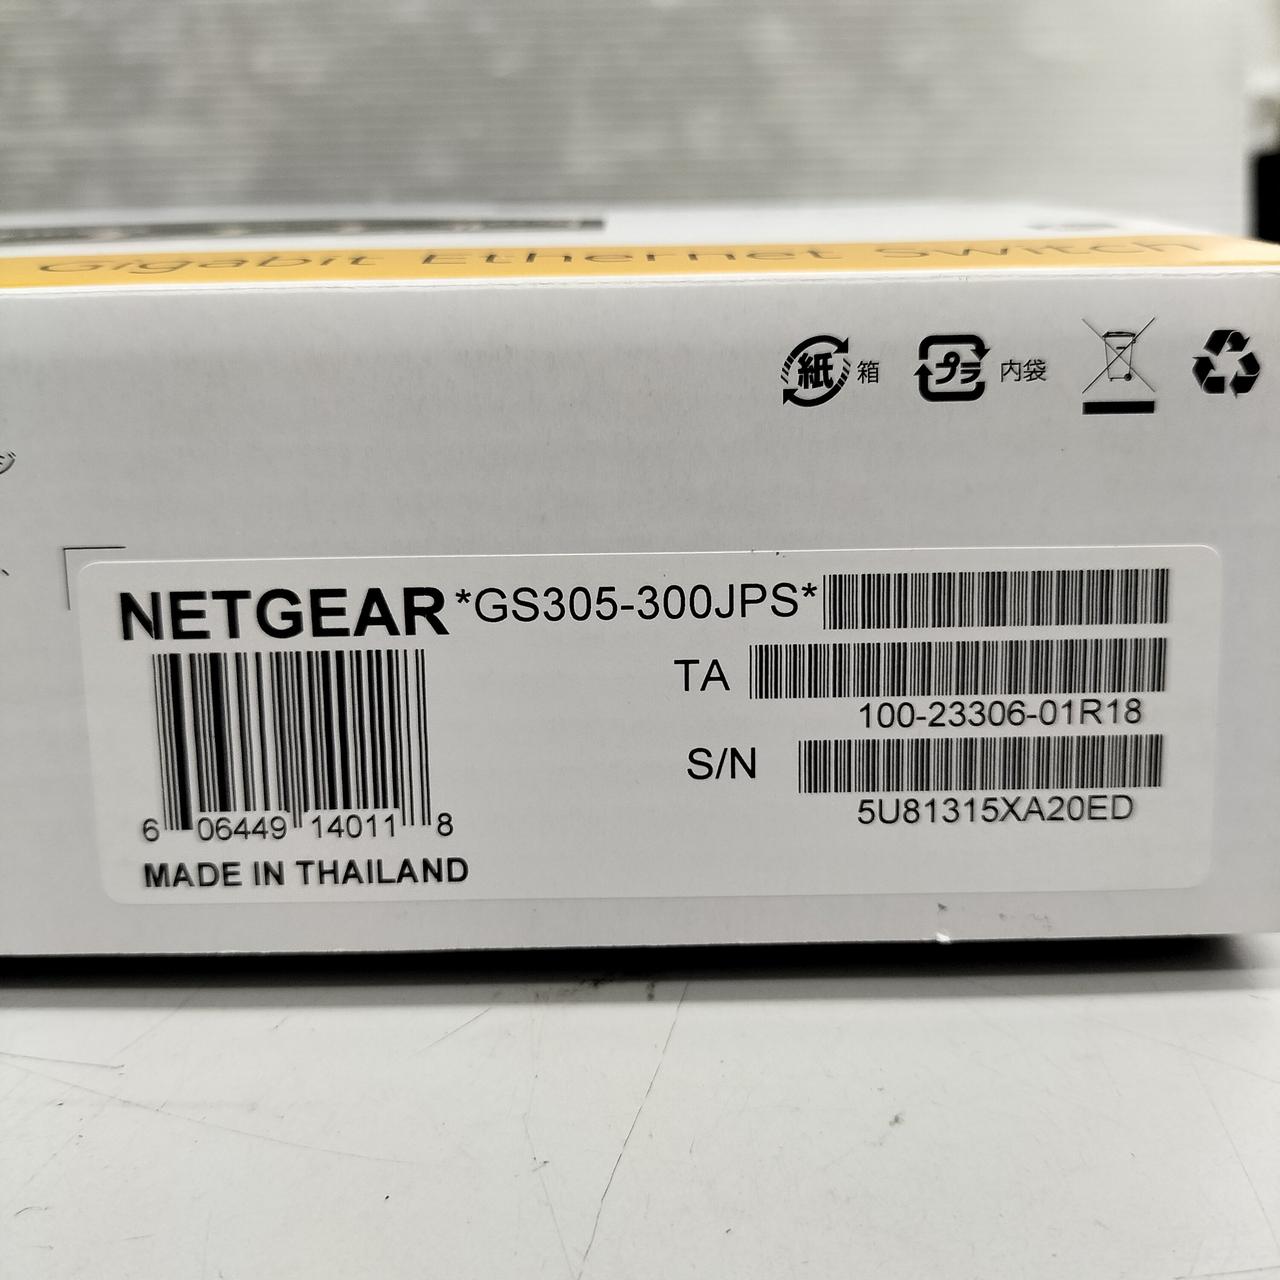 Gigabit Ethernet Switch
紙 箱 プラ 内袋
ジ
NETGEAR *GS305-300JPS*
TA
100-23306-01R18
S/N
5U81315XA20ED
6 06449 14011 8
MADE IN THAILAND